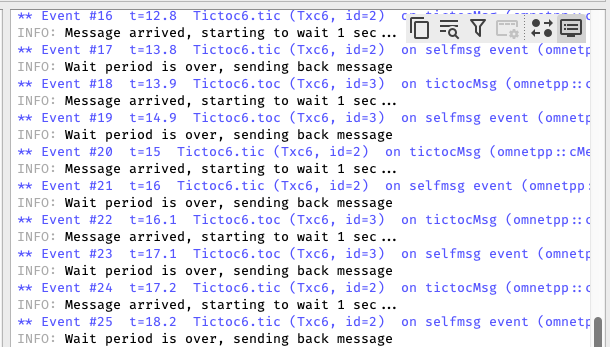 ** Event #16  t=12.8  Tictoc6.tic (Txc6, id=2)  on
INFO: Message arrived, starting to wait 1 sec...
** Event #17  t=13.8  Tictoc6.tic (Txc6, id=2)  on selfmsg event (omnetp
INFO: Wait period is over, sending back message
** Event #18  t=13.9  Tictoc6.toc (Txc6, id=3)  on tictocMsg (omnetpp::c
INFO: Message arrived, starting to wait 1 sec...
** Event #19  t=14.9  Tictoc6.toc (Txc6, id=3)  on selfmsg event (omnetp
INFO: Wait period is over, sending back message
** Event #20  t=15  Tictoc6.tic (Txc6, id=2)  on tictocMsg (omnetpp::cMe
INFO: Message arrived, starting to wait 1 sec...
** Event #21  t=16  Tictoc6.tic (Txc6, id=2)  on selfmsg event (omnetpp:
INFO: Wait period is over, sending back message
** Event #22  t=16.1  Tictoc6.toc (Txc6, id=3)  on tictocMsg (omnetpp::c
INFO: Message arrived, starting to wait 1 sec...
** Event #23  t=17.1  Tictoc6.toc (Txc6, id=3)  on selfmsg event (omnetp
INFO: Wait period is over, sending back message
** Event #24  t=17.2  Tictoc6.tic (Txc6, id=2)  on tictocMsg (omnetpp::c
INFO: Message arrived, starting to wait 1 sec...
** Event #25  t=18.2  Tictoc6.tic (Txc6, id=2)  on selfmsg event (omnetp
INFO: Wait period is over, sending back message